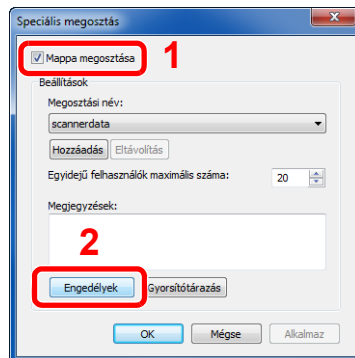 Speciális megosztás
Mappa megosztása
1
Beállítások
Megosztási név:
scannerdata
Hozzáadás Eltávolítás
Egyidejű felhasználók maximális száma: 20
Megjegyzések:
2
Engedélyek Gyorsítótárazás
OK Mégse Alkalmaz